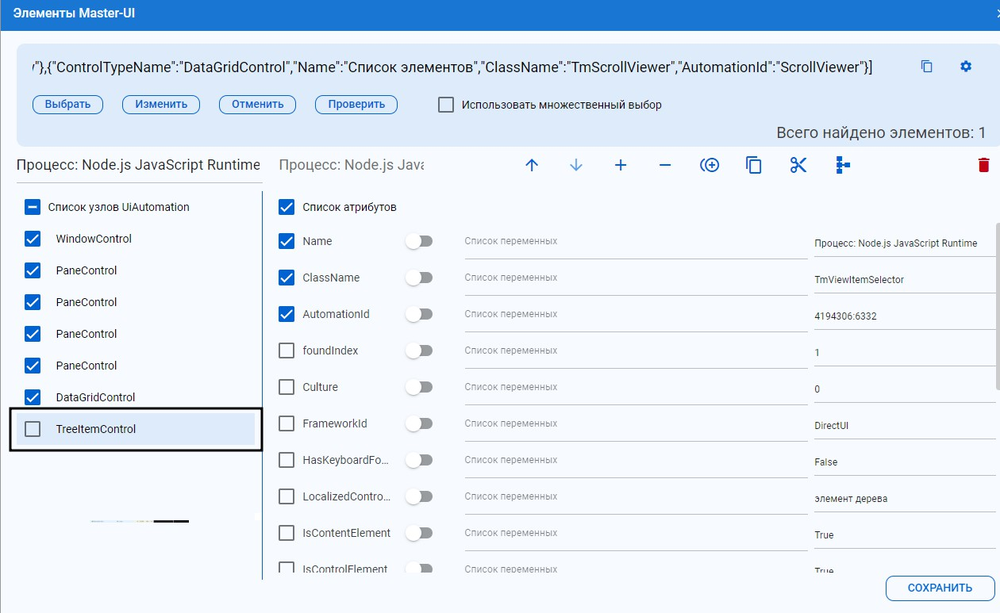 Элементы Master-UI
"},{"ControlTypeName":"DataGridControl","Name":"Список элементов","ClassName":"TmScrollViewer","AutomationId":"ScrollViewer"}]
Выбрать Изменить Отменить Проверить Использовать множественный выбор
Всего найдено элементов: 1
Процесс: Node.js JavaScript Runtime
Процесс: Node.js Java
Список узлов UiAutomation
WindowControl
PaneControl
PaneControl
PaneControl
PaneControl
DataGridControl
TreeItemControl
Список атрибутов
Name Список переменных Процесс: Node.js JavaScript Runtime
ClassName Список переменных TmViewItemSelector
AutomationId Список переменных 4194306:6332
foundIndex Список переменных 1
Culture Список переменных 0
FrameworkId Список переменных DirectUI
HasKeyboardFo... Список переменных False
LocalizedContro... Список переменных элемент дерева
IsContentElement Список переменных True
IsControlElement Список переменных True
СОХРАНИТЬ